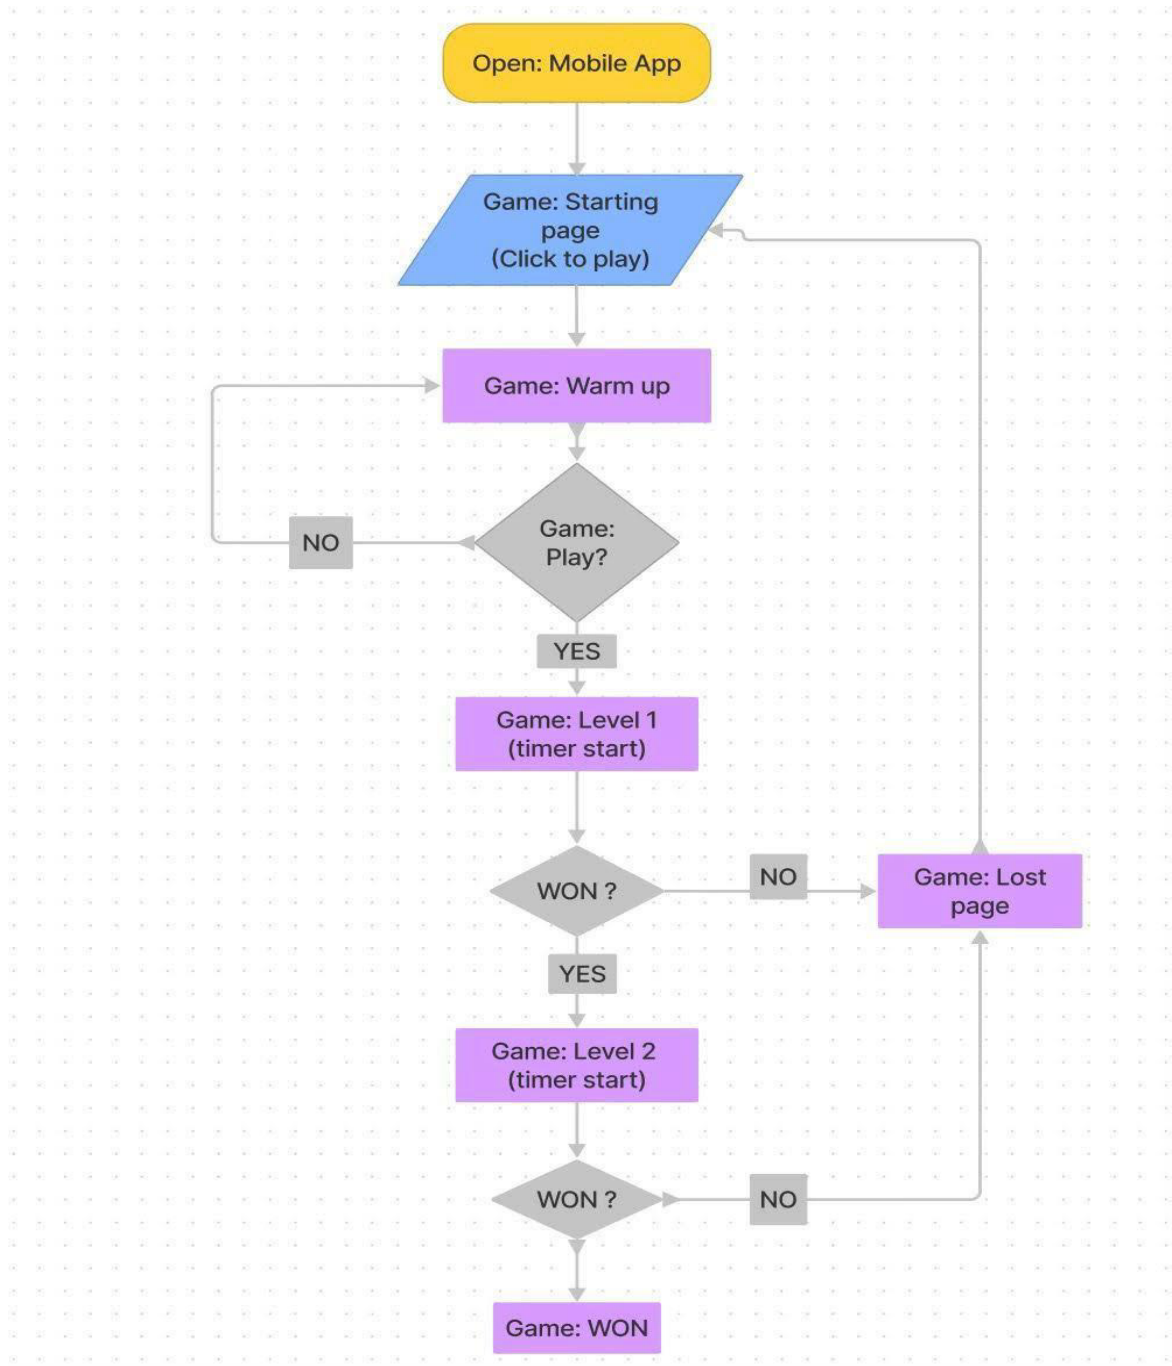 Open: Mobile App
Game: Starting
page
(Click to play)
Game: Warm up
Game:
Play?
NO
YES
Game: Level 1
(timer start)
WON ?
NO
Game: Lost
page
YES
Game: Level 2
(timer start)
WON ?
NO
Game: WON